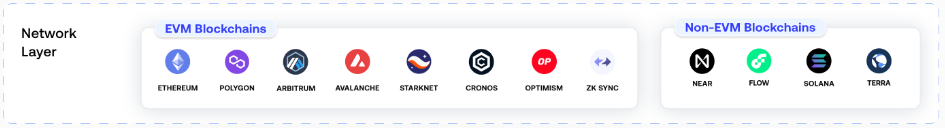 Network
Layer
EVM Blockchains
ETHEREUM POLYGON ARBITRUM AVALANCHE STARKNET CRONOS OPTIMISM ZK SYNC
OP
Non-EVM Blockchains
NEAR FLOW SOLANA TERRA